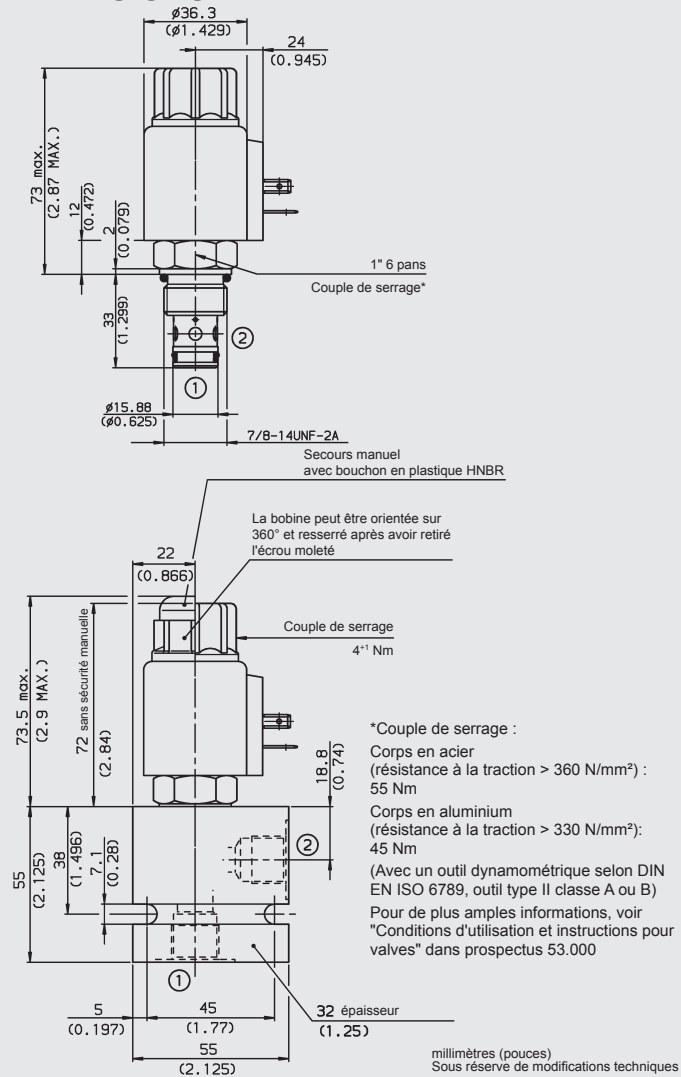 ø36.3
(ø1.429)
24
(0.945)
73 max.
(2.87 MAX.)
12
(0.472)
2
(0.079)
1" 6 pans
Couple de serrage*
33
(1.299)
②
①
ø15.88
(ø0.625)
7/8-14UNF-2A
Secours manuel
avec bouchon en plastique HNBR
La bobine peut être orientée sur
360° et resserré après avoir retiré
l'écrou moleté
22
(0.866)
Couple de serrage
4⁺¹ Nm
73.5 max.
(2.9 MAX.)
72 sans sécurité manuelle
(2.84)
18.8
(0.74)
*Couple de serrage :
Corps en acier
(résistance à la traction > 360 N/mm²) :
55 Nm
Corps en aluminium
(résistance à la traction > 330 N/mm²):
45 Nm
(Avec un outil dynamométrique selon DIN
EN ISO 6789, outil type II classe A ou B)
Pour de plus amples informations, voir
"Conditions d'utilisation et instructions pour
valves" dans prospectus 53.000
55
(2.125)
38
(1.496)
7.1
(0.28)
②
①
5
(0.197)
45
(1.77)
32 épaisseur
(1.25)
55
(2.125)
millimètres (pouces)
Sous réserve de modifications techniques